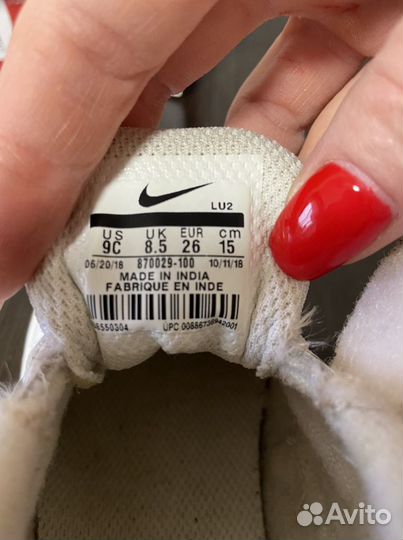 LU2
US UK EUR cm
9C 8.5 26 15
06/20/18 870029-100 10/11/18
MADE IN INDIA
FABRIQUE EN INDE
UPC 00886736942001
Avito